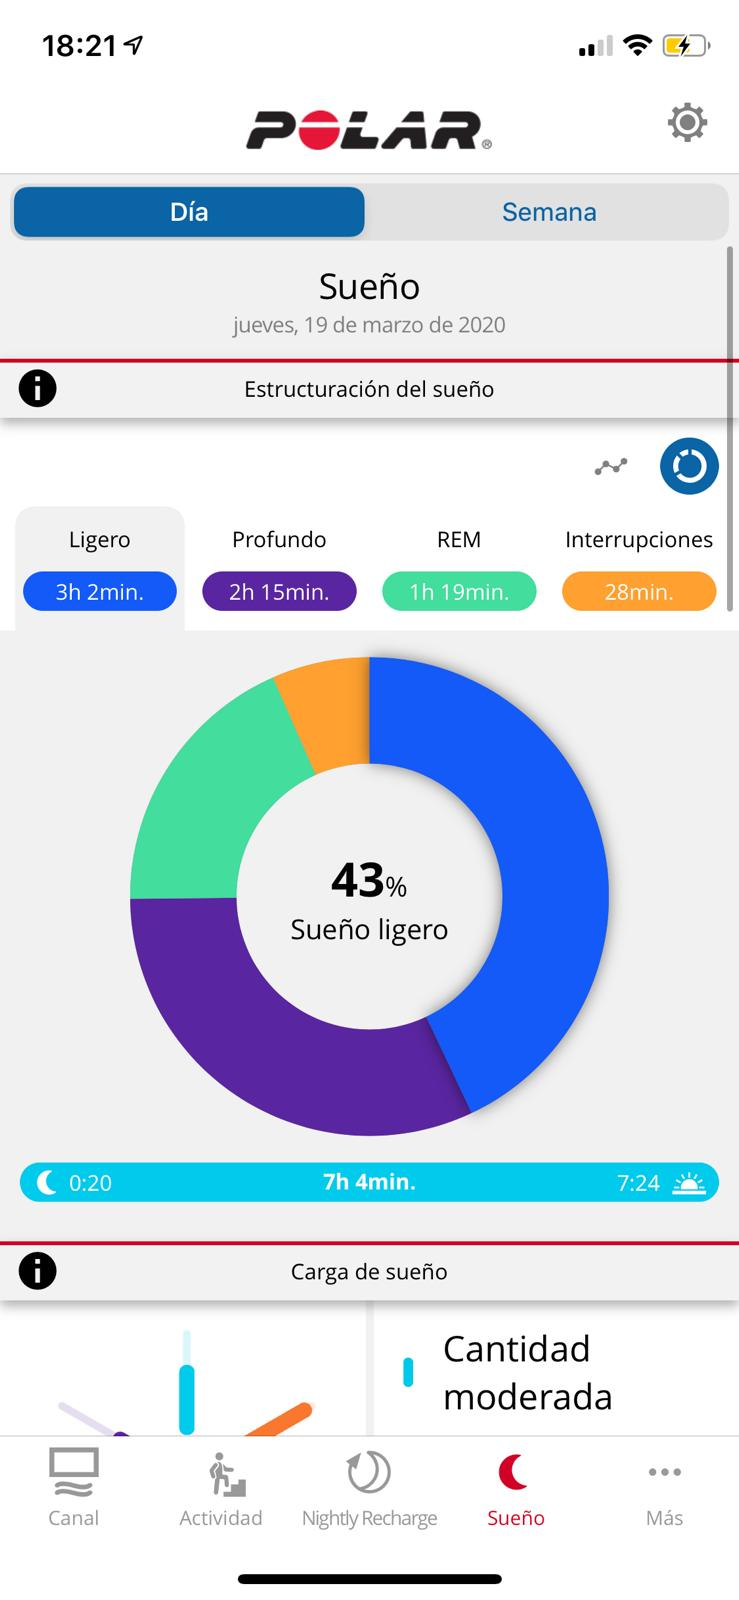 18:21
POLAR®
Día
Semana
Sueño
jueves, 19 de marzo de 2020
Estructuración del sueño
Ligero
Profundo
REM
Interrupciones
3h 2min.
2h 15min.
1h 19min.
28min.
43%
Sueño ligero
0:20
7h 4min.
7:24
Carga de sueño
Cantidad
moderada
Canal
Actividad
Nightly Recharge
Sueño
Más